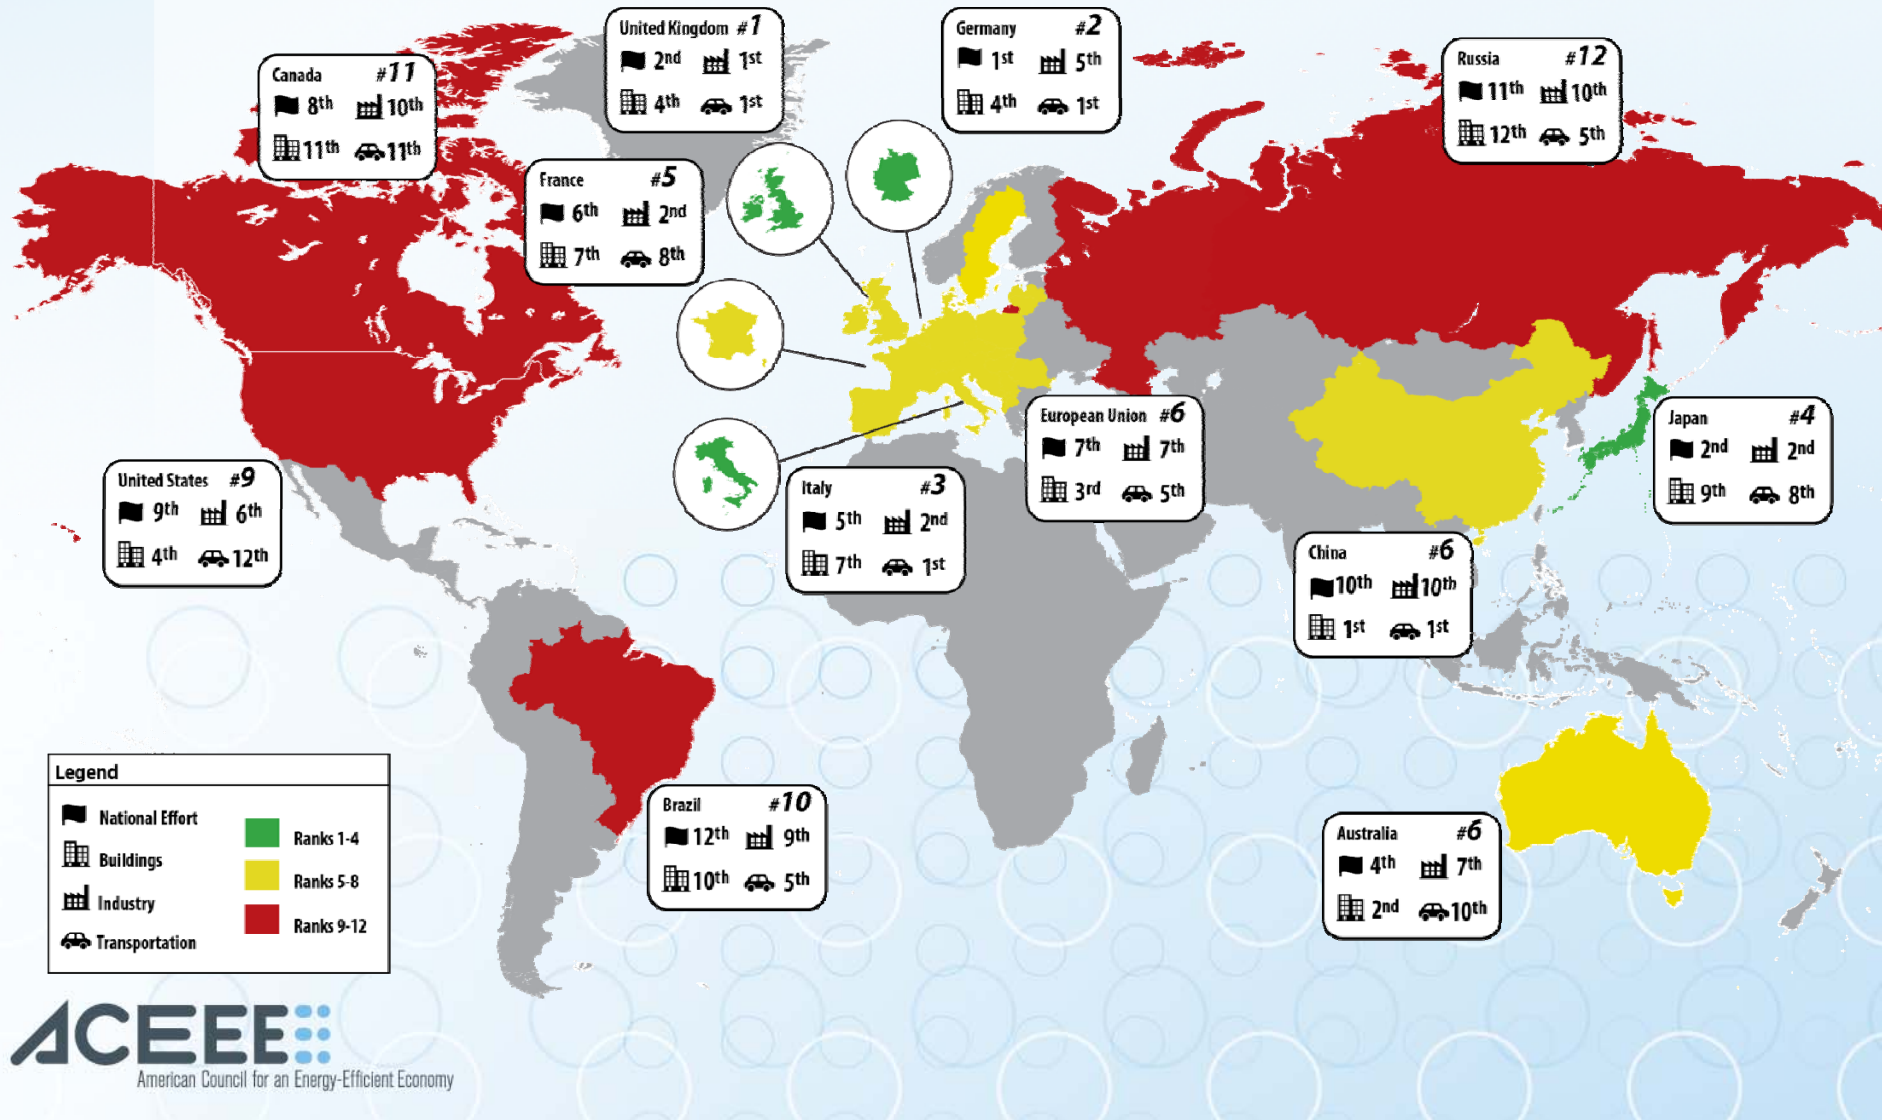 United Kingdom #1
2nd 1st
4th 1st
Germany #2
1st 5th
4th 1st
Russia #12
11th 10th
12th 5th
Canada #11
8th 10th
11th 11th
France #5
6th 2nd
7th 8th
European Union #6
7th 7th
3rd 5th
Japan #4
2nd 2nd
9th 8th
United States #9
9th 6th
4th 12th
Italy #3
5th 2nd
7th 1st
China #6
10th 10th
1st 1st
Brazil #10
12th 9th
10th 5th
Australia #6
4th 7th
2nd 10th
Legend
National Effort
Buildings
Industry
Transportation
Ranks 1-4
Ranks 5-8
Ranks 9-12
ACEEE
American Council for an Energy-Efficient Economy